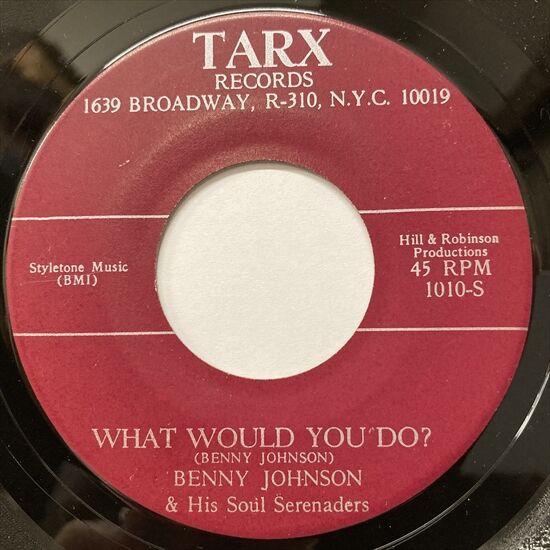 TARX
RECORDS
1639 BROADWAY, R-310, N.Y.C. 10019
Styletone Music
(BMI)
Hill & Robinson
Productions
45 RPM
1010-S
WHAT WOULD YOU DO?
(BENNY JOHNSON)
BENNY JOHNSON
& His Soul Serenaders